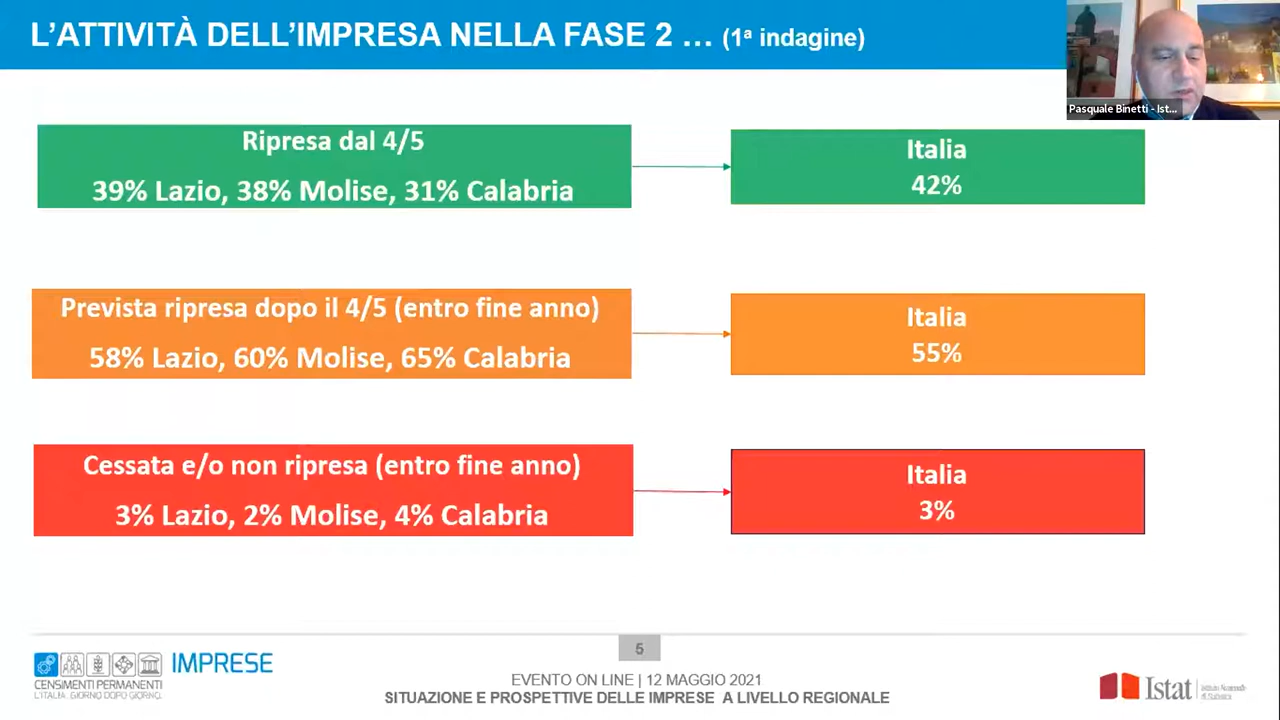 L'ATTIVITÀ DELL'IMPRESA NELLA FASE 2 … (1ª indagine)
Pasquale Binetti - Ist...
Ripresa dal 4/5
39% Lazio, 38% Molise, 31% Calabria
Italia
42%
Prevista ripresa dopo il 4/5 (entro fine anno)
58% Lazio, 60% Molise, 65% Calabria
Italia
55%
Cessata e/o non ripresa (entro fine anno)
3% Lazio, 2% Molise, 4% Calabria
Italia
3%
5
IMPRESE
CENSIMENTI PERMANENTI
L'ITALIA, GIORNO DOPO GIORNO.
EVENTO ON LINE | 12 MAGGIO 2021
SITUAZIONE E PROSPETTIVE DELLE IMPRESE A LIVELLO REGIONALE
Istat